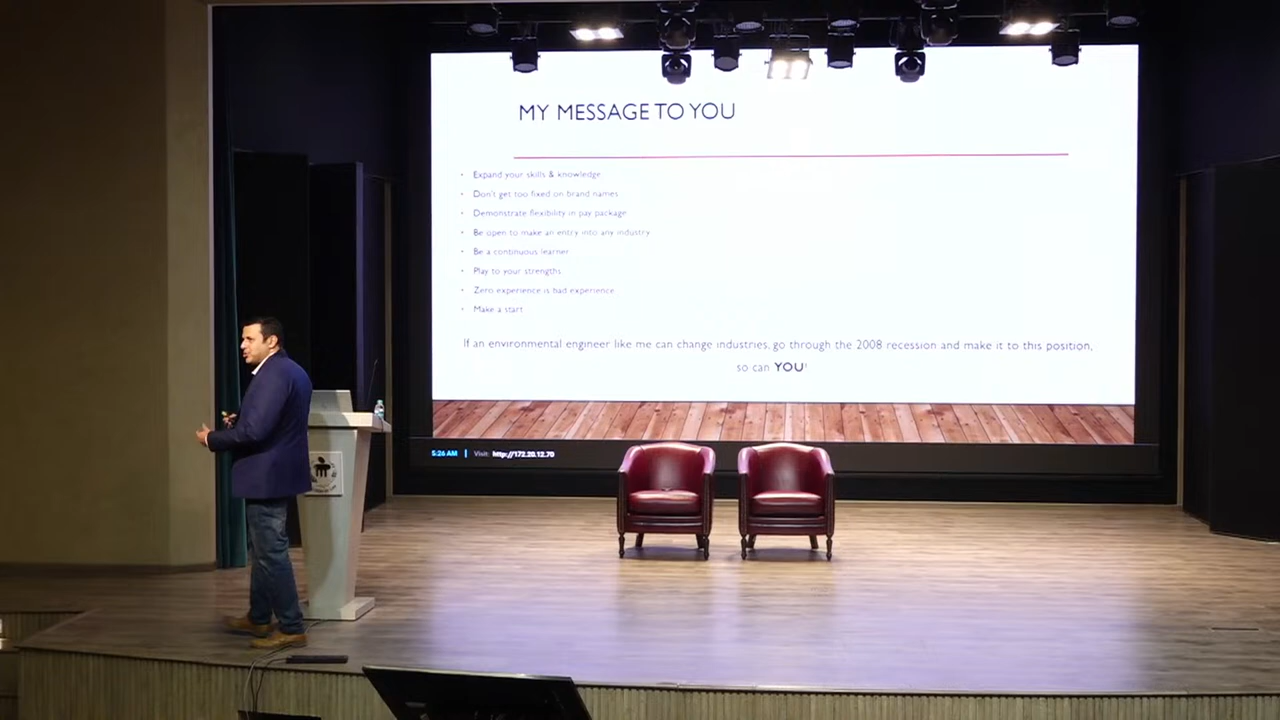 MY MESSAGE TO YOU
• Expand your skills & knowledge
• Don't get too fixed on brand names
• Demonstrate flexibility in pay package
• Be open to make an entry into any industry
• Be a continuous learner
• Play to your strengths
• Zero experience is bad experience
• Make a start
If an environmental engineer like me can change industries, go through the 2008 recession and make it to this position,
so can YOU!
5:26 AM | Visit: http://172.20.12.70